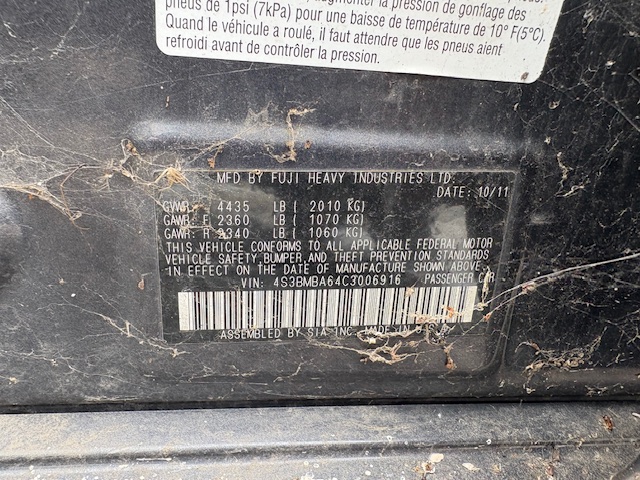 pneus de 1psi (7kPa) pour une baisse de température de 10° F(5°C).
Quand le véhicule a roulé, il faut attendre que les pneus aient
refroidi avant de contrôler la pression.
MFD BY FUJI HEAVY INDUSTRIES LTD.
DATE: 10/11
GVWR: 4435 LB ( 2010 KG)
GAWR: F 2360 LB ( 1070 KG)
GAWR: R 2340 LB ( 1060 KG)
THIS VEHICLE CONFORMS TO ALL APPLICABLE FEDERAL MOTOR
VEHICLE SAFETY, BUMPER, AND THEFT PREVENTION STANDARDS
IN EFFECT ON THE DATE OF MANUFACTURE SHOWN ABOVE.
VIN: 4S3BMBA64C3006916 PASSENGER CAR
ASSEMBLED BY SIA INC. MADE IN